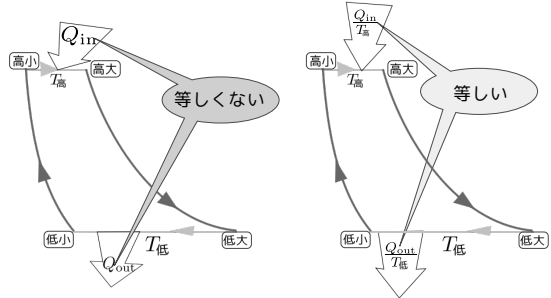 Q_in
高小
高大
T_高
等しくない
低小
Q_out
T_低
低大
Q_in/T_高
高小
高大
T_高
等しい
低小
Q_out/T_低
T_低
低大